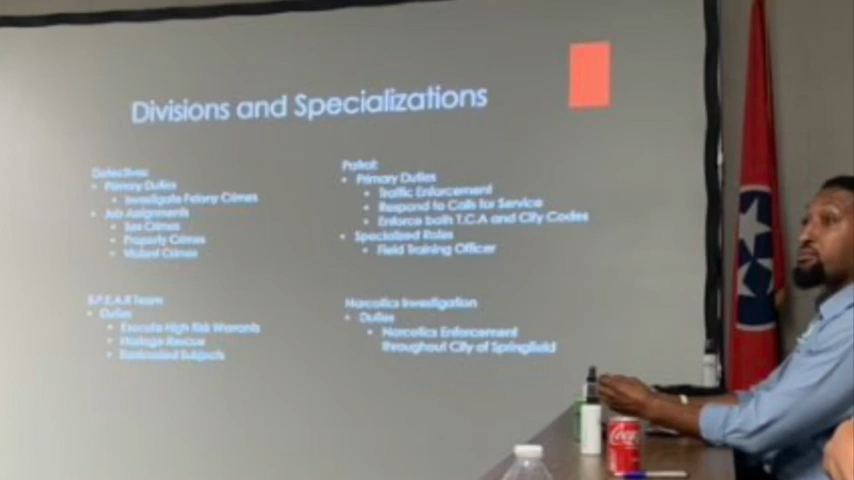 Divisions and Specializations
Detectives:
• Primary Duties
• Investigate Felony Crimes
• Job Assignments
• Sex Crimes
• Property Crimes
• Violent Crimes
Patrol:
• Primary Duties
• Traffic Enforcement
• Respond to Calls for Service
• Enforce both T.C.A and City Codes
• Specialized Roles
• Field Training Officer
S.P.E.A.R Team
• Duties
• Execute High Risk Warrants
• Hostage Rescue
• Barricaded Subjects
Narcotics Investigation
• Duties
• Narcotics Enforcement
throughout City of Springfield
Coca-Cola